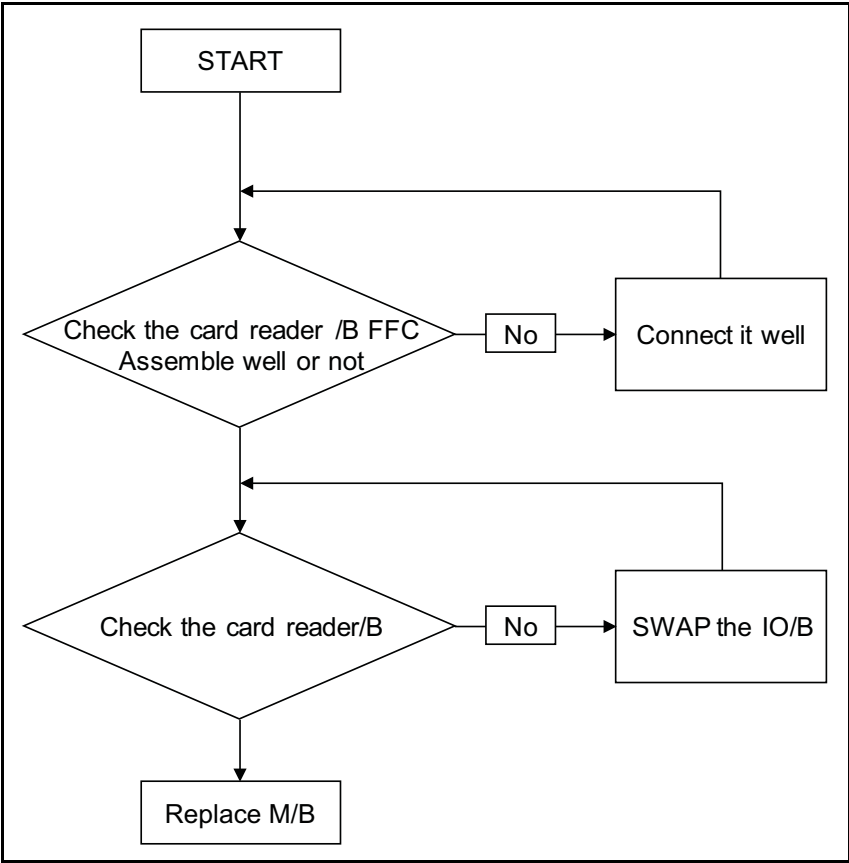 START
Check the card reader /B FFC
Assemble well or not
No
Connect it well
Check the card reader/B
No
SWAP the IO/B
Replace M/B